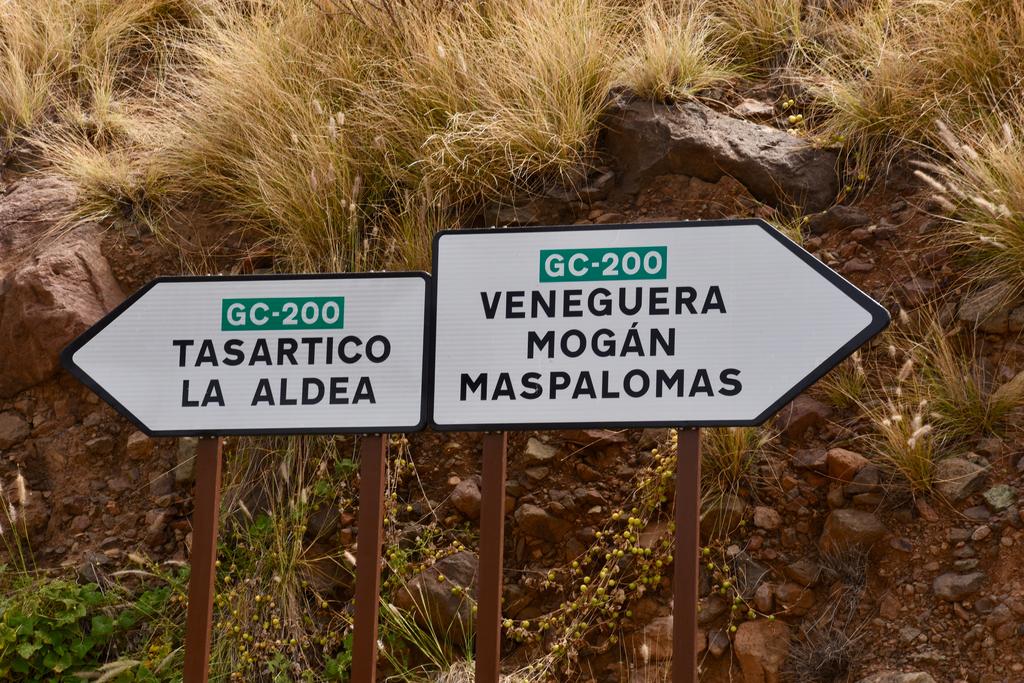 GC-200
TASARTICO
LA ALDEA
GC-200
VENEGUERA
MOGÁN
MASPALOMAS